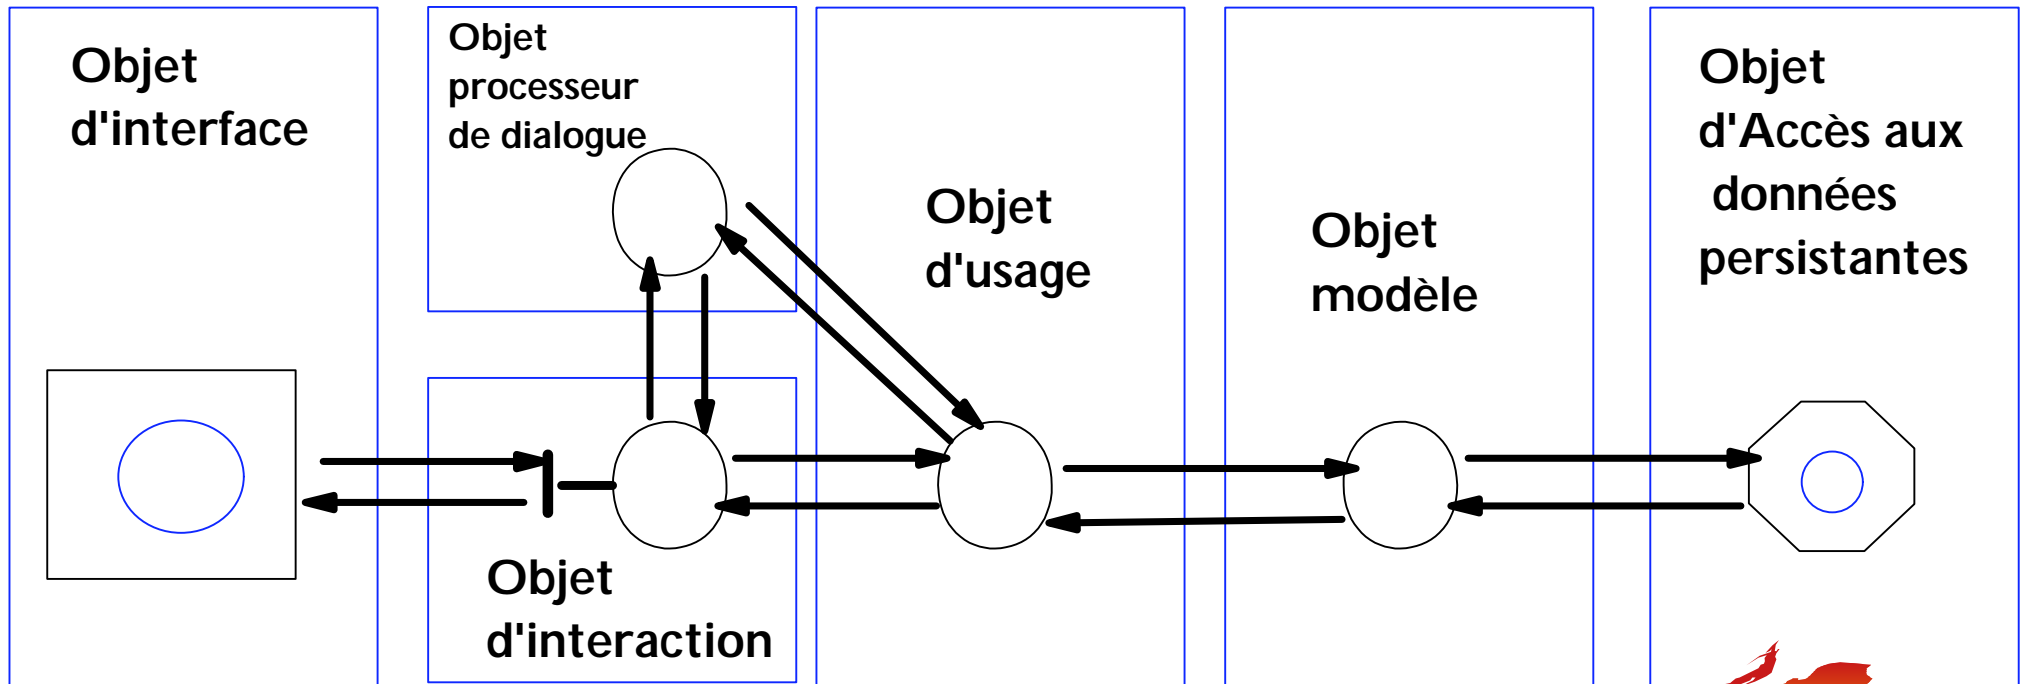 Objet
d'interface
Objet
processeur
de dialogue
Objet
d'interaction
Objet
d'usage
Objet
modèle
Objet
d'Accès aux
données
persistantes